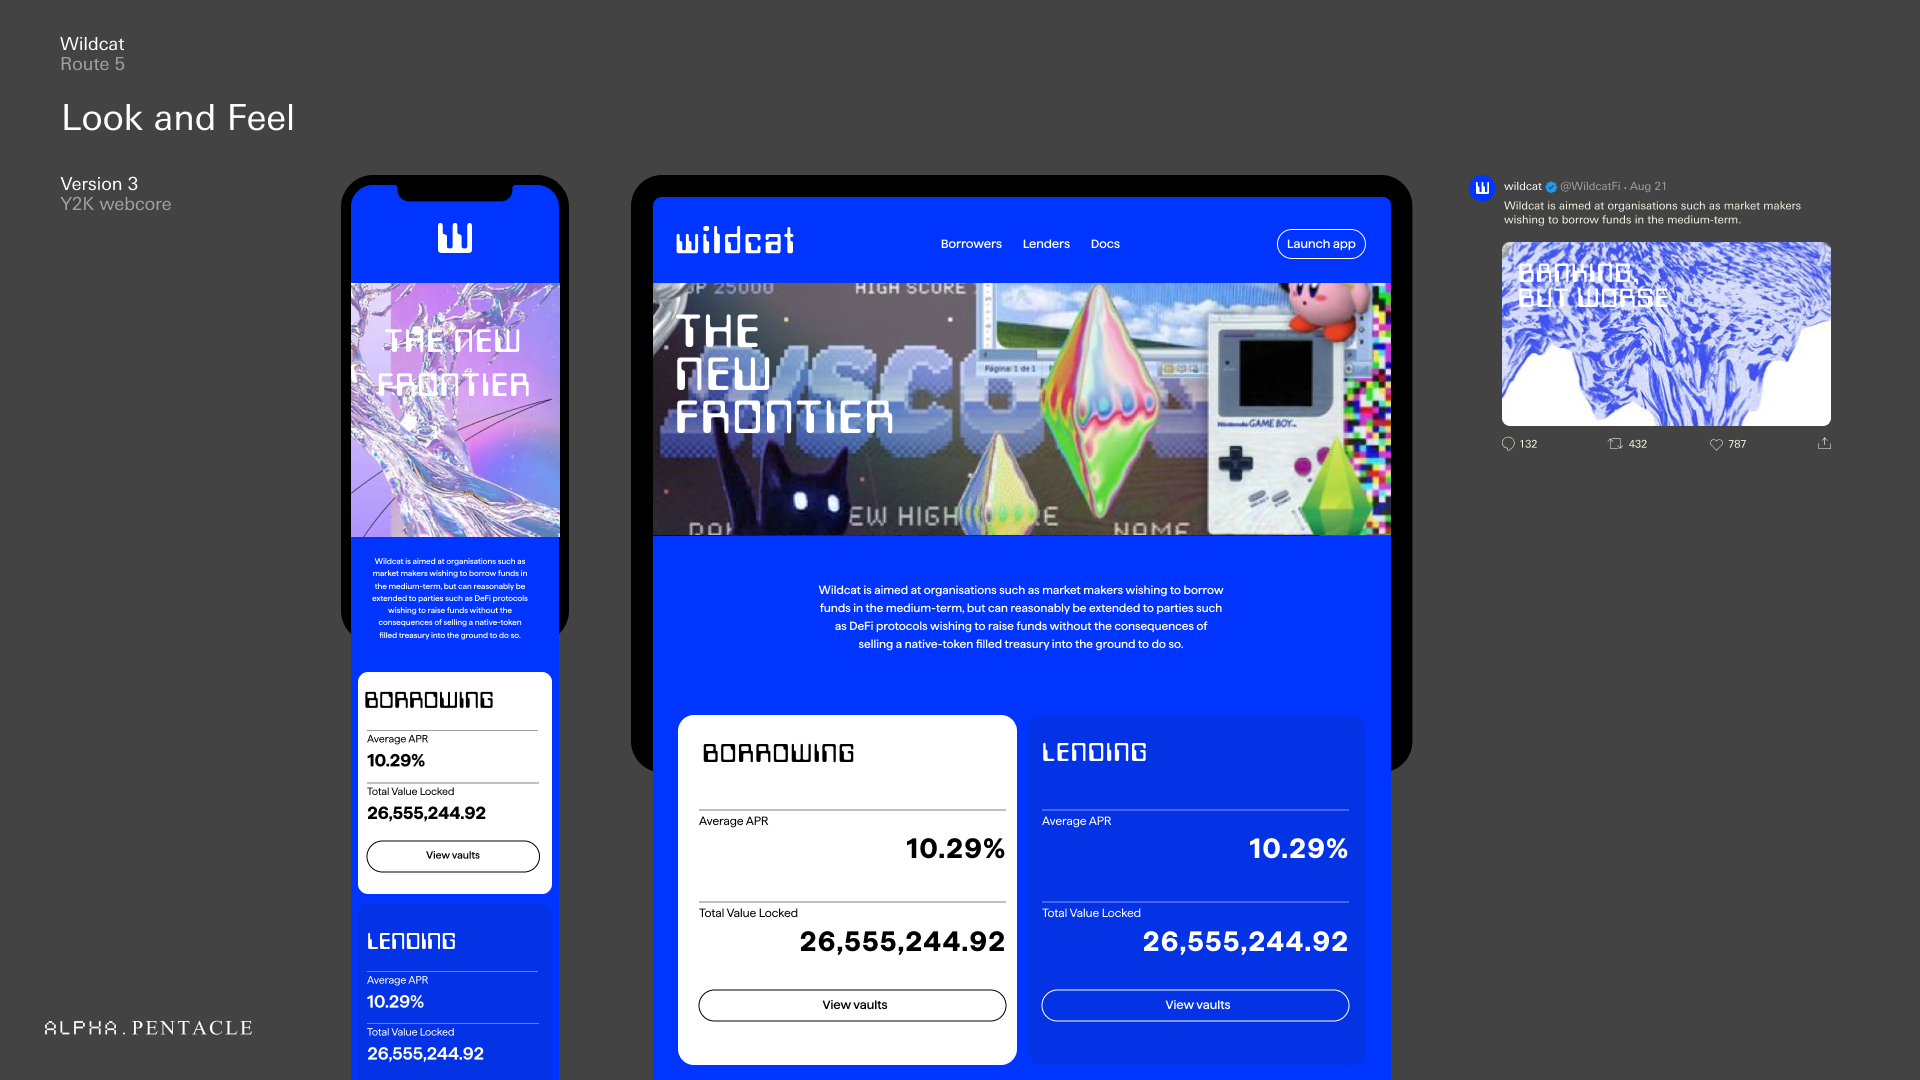 Wildcat
Route 5
Look and Feel
Version 3
Y2K webcore
THE NEW
FRONTIER
Wildcat is aimed at organisations such as
market makers wishing to borrow funds in
the medium-term, but can reasonably be
extended to parties such as DeFi protocols
wishing to raise funds without the
consequences of selling a native-token
filled treasury into the ground to do so.
BORROWING
Average APR
10.29%
Total Value Locked
26,555,244.92
View vaults
LENDING
Average APR
10.29%
Total Value Locked
26,555,244.92
wildcat
Borrowers Lenders Docs
Launch app
25000 HIGH SCORE
THE
NEW
FRONTIER
Página: 1 de 1
Nintendo GAME BOY
HIGH
NAME
Wildcat is aimed at organisations such as market makers wishing to borrow
funds in the medium-term, but can reasonably be extended to parties such
as DeFi protocols wishing to raise funds without the consequences of
selling a native-token filled treasury into the ground to do so.
BORROWING
Average APR
10.29%
Total Value Locked
26,555,244.92
View vaults
LENDING
Average APR
10.29%
Total Value Locked
26,555,244.92
View vaults
wildcat @WildcatFi · Aug 21
Wildcat is aimed at organisations such as market makers
wishing to borrow funds in the medium-term.
BANKING,
BUT WORSE
132 432 787
ALPHA.PENTACLE